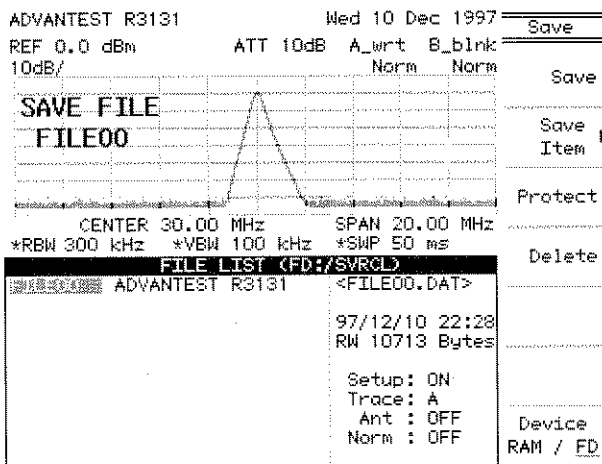 ADVANTEST R3131 Wed 10 Dec 1997
REF 0.0 dBm ATT 10dB A_wrt B_blnk
10dB/ Norm Norm
SAVE FILE
FILE00
CENTER 30.00 MHz SPAN 20.00 MHz
*RBW 300 kHz *VBW 100 kHz *SWP 50 ms
FILE LIST (FD:/SVRCL)
ADVANTEST R3131 <FILE00.DAT>
97/12/10 22:28
RW 10713 Bytes
Setup: ON
Trace: A
Ant : OFF
Norm : OFF
Save
Save
Save
Item
Protect
Delete
Device
RAM / FD